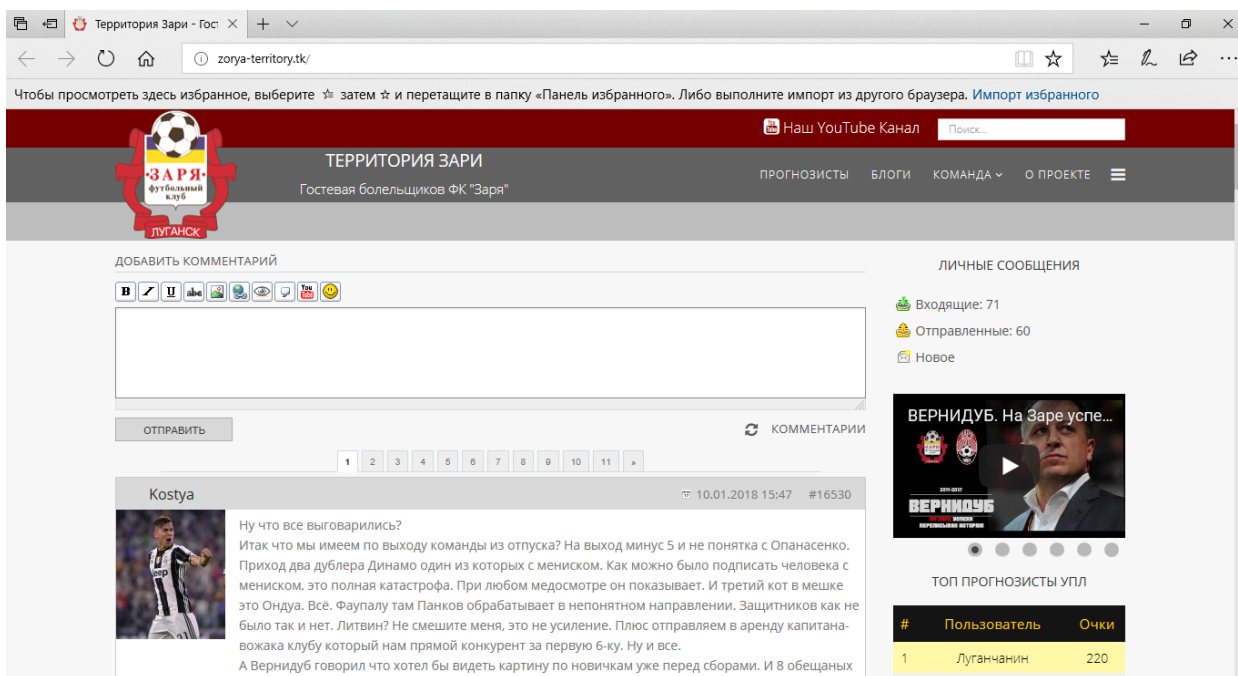 Территория Зари - Гос
zorya-territory.tk/
Чтобы просмотреть здесь избранное, выберите затем и перетащите в папку «Панель избранного». Либо выполните импорт из другого браузера. Импорт избранного
Наш YouTube Канал
Поиск...
·ЗАРЯ·
футбольный
клуб
ЛУГАНСК
ТЕРРИТОРИЯ ЗАРИ
Гостевая болельщиков ФК "Заря"
ПРОГНОЗИСТЫ БЛОГИ КОМАНДА О ПРОЕКТЕ
ДОБАВИТЬ КОММЕНТАРИЙ
B I U abc You Tube
ОТПРАВИТЬ
КОММЕНТАРИИ
1 2 3 4 5 6 7 8 9 10 11 »
Kostya
10.01.2018 15:47 #16530
Ну что все выговарились?
Итак что мы имеем по выходу команды из отпуска? На выход минус 5 и не понятка с Опанасенко.
Приход два дублера Динамо один из которых с мениском. Как можно было подписать человека с
мениском, это полная катастрофа. При любом медосмотре он показывает. И третий кот в мешке
это Ондуа. Всё. Фаупалу там Панков обрабатывает в непонятном направлении. Защитников как не
было так и нет. Литвин? Не смешите меня, это не усиление. Плюс отправляем в аренду капитана-
вожака клубу который нам прямой конкурент за первую 6-ку. Ну и все.
А Вернидуб говорил что хотел бы видеть картину по новичкам уже перед сборами. И 8 обещаных
Jeep
ЛИЧНЫЕ СООБЩЕНИЯ
Входящие: 71
Отправленные: 60
Новое
ВЕРНИДУБ. На Заре успе...
2011-2017
ВЕРНИДУБ
ТОП ПРОГНОЗИСТЫ УПЛ
# Пользователь Очки
1 Луганчанин 220